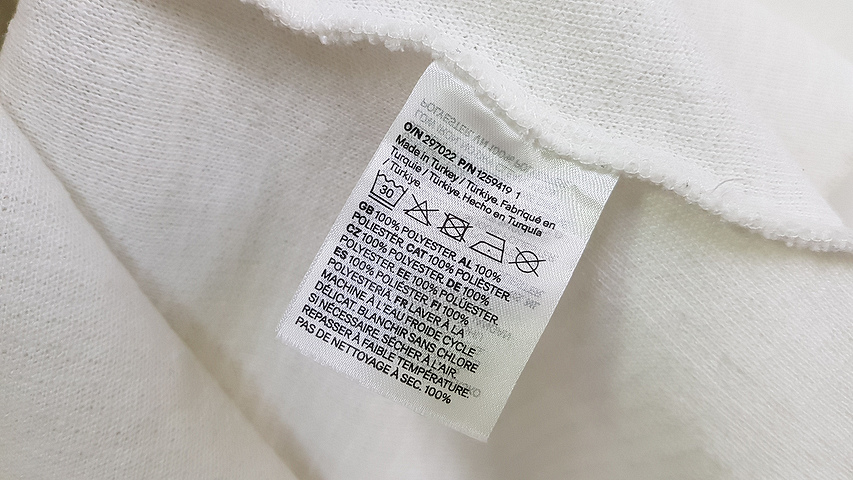 O/N 297022 P/N 1259419 1
Made in Turkey / Türkiye. Fabriqué en
Turquie / Türkiye. Hecho en Turquía
/ Türkiye.
30
GB 100% POLYESTER. AL 100%
POLIESTËR. CAT 100% POLIÈSTER.
CZ 100% POLYESTER. DE 100%
POLYESTER. EE 100% POLÜESTER.
ES 100% POLIÉSTER. FI 100%
POLYESTERIÄ. FR LAVER À LA
MACHINE À L'EAU FROIDE CYCLE
DÉLICAT. BLANCHIR SANS CHLORE
SI NÉCESSAIRE. SÉCHER À L'AIR.
REPASSER À FAIBLE TEMPÉRATURE.
PAS DE NETTOYAGE À SEC. 100%